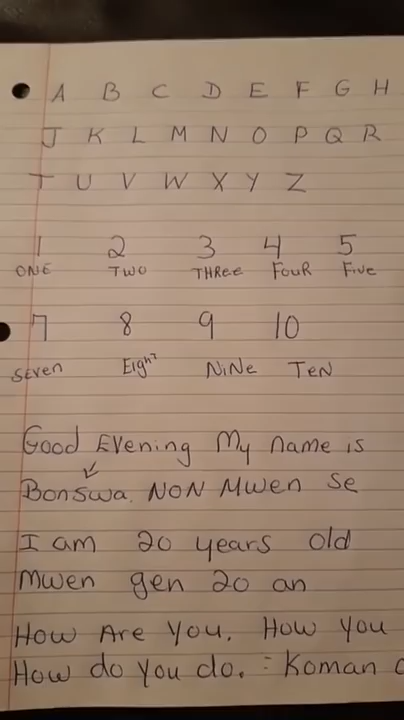 A B C D E F G H
J K L M N O P Q R
T U V W X Y Z
1 2 3 4 5
ONE TWO THREE FOUR FIVE
7 8 9 10
SEVEN EigHT NiNe TeN
Good Evening My name is
Bonswa. NON Mwen se
I am 20 years old
Mwen gen 20 an
How Are You. How you
How do you do. = Koman